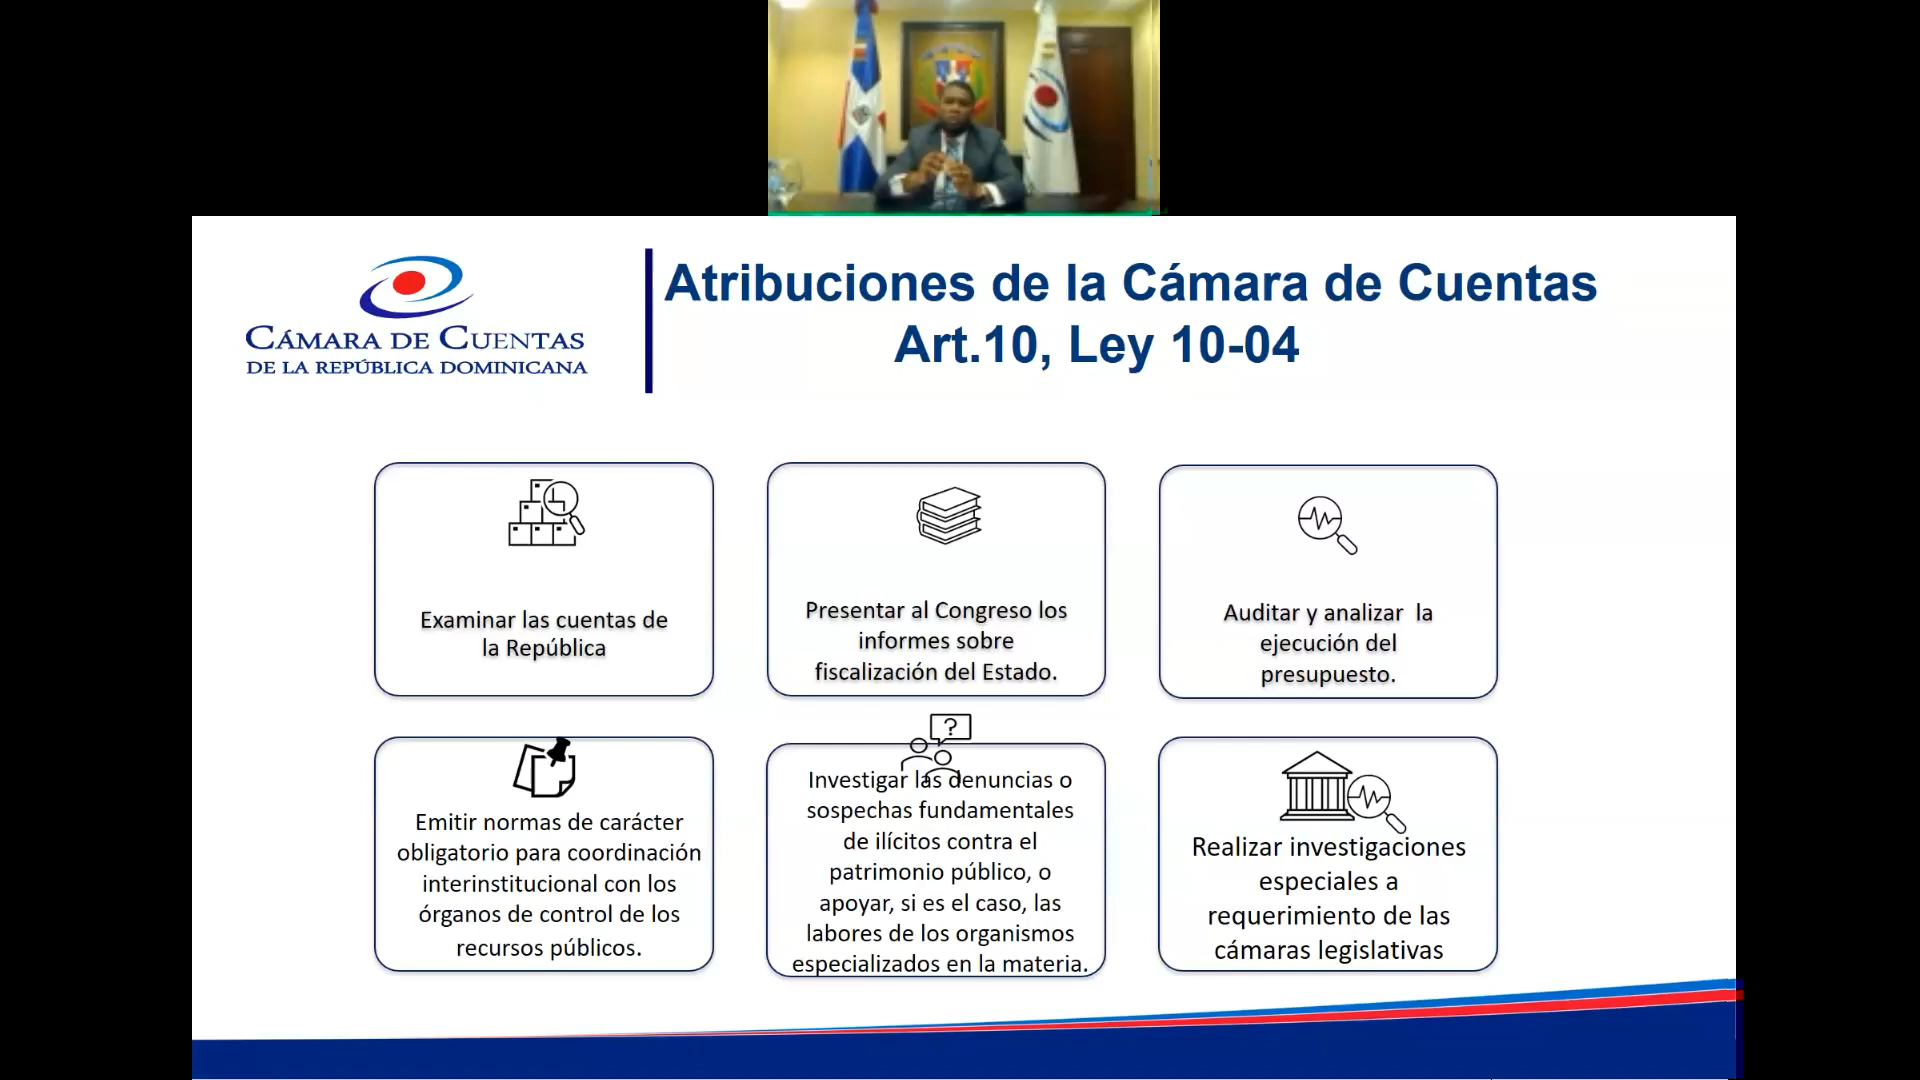 CÁMARA DE CUENTAS
DE LA REPÚBLICA DOMINICANA
Atribuciones de la Cámara de Cuentas
Art.10, Ley 10-04
Examinar las cuentas de
la República
Presentar al Congreso los
informes sobre
fiscalización del Estado.
Auditar y analizar la
ejecución del
presupuesto.
Emitir normas de carácter
obligatorio para coordinación
interinstitucional con los
órganos de control de los
recursos públicos.
?
Investigar las denuncias o
sospechas fundamentales
de ilícitos contra el
patrimonio público, o
apoyar, si es el caso, las
labores de los organismos
especializados en la materia.
Realizar investigaciones
especiales a
requerimiento de las
cámaras legislativas